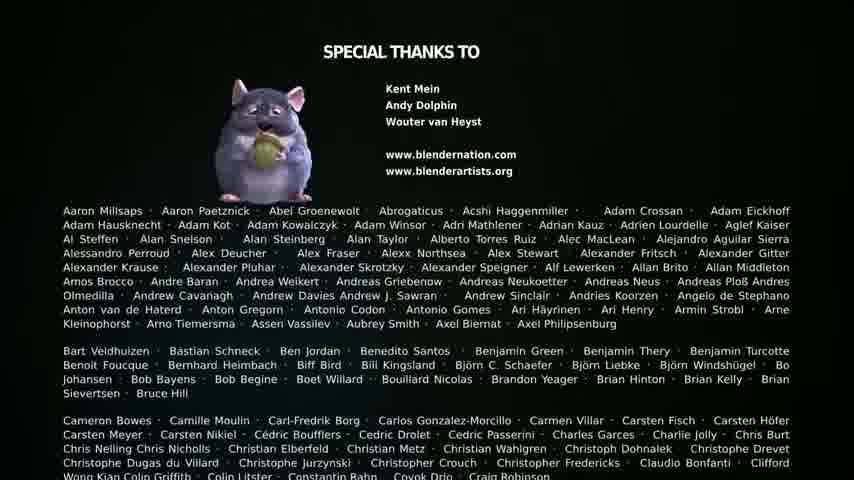 SPECIAL THANKS TO
Kent Mein
Andy Dolphin
Wouter van Heyst
www.blendernation.com
www.blenderartists.org
Aaron Millsaps · Aaron Paetznick · Abel Groenewolt · Abrogaticus · Acshi Haggenmiller · Adam Crossan · Adam Eickhoff
Adam Hausknecht · Adam Kot · Adam Kowalczyk · Adam Winsor · Adri Mathlener · Adrian Kauz · Adrien Lourdelle · Aglef Kaiser
Al Steffen · Alan Snelson · Alan Steinberg · Alan Taylor · Alberto Torres Ruiz · Alec MacLean · Alejandro Aguilar Sierra
Alessandro Perroud · Alex Deucher · Alex Fraser · Alexx Northsea · Alex Stewart · Alexander Fritsch · Alexander Gitter
Alexander Krause · Alexander Pluhar · Alexander Skrotzky · Alexander Speigner · Alf Lewerken · Allan Brito · Allan Middleton
Amos Brocco · Andre Baran · Andrea Weikert · Andreas Griebenow · Andreas Neukoetter · Andreas Neus · Andreas Ploß Andres
Olmedilla · Andrew Cavanagh · Andrew Davies Andrew J. Sawran · Andrew Sinclair · Andries Koorzen · Angelo de Stephano
Anton van de Haterd · Anton Gregorn · Antonio Codon · Antonio Gomes · Ari Häyrinen · Ari Henry · Armin Strobl · Arne
Kleinophorst · Arno Tiemersma · Assen Vassilev · Aubrey Smith · Axel Biernat · Axel Philipsenburg
Bart Veldhuizen · Bastian Schneck · Ben Jordan · Benedito Santos · Benjamin Green · Benjamin Thery · Benjamin Turcotte
Benoit Foucque · Bernhard Heimbach · Biff Bird · Bill Kingsland · Björn C. Schaefer · Björn Liebke · Björn Windshügel · Bo
Johansen · Bob Bayens · Bob Begine · Boet Willard · Bouillard Nicolas · Brandon Yeager · Brian Hinton · Brian Kelly · Brian
Sievertsen · Bruce Hill
Cameron Bowes · Camille Moulin · Carl-Fredrik Borg · Carlos Gonzalez-Morcillo · Carmen Villar · Carsten Fisch · Carsten Höfer
Carsten Meyer · Carsten Nikiel · Cédric Boufflers · Cedric Drolet · Cedric Passerini · Charles Garces · Charlie Jolly · Chris Burt
Chris Nelling Chris Nicholls · Christian Elberfeld · Christian Metz · Christian Wahlgren · Christoph Dohnalek · Christophe Drevet
Christophe Dugas du Villard · Christophe Jurzynski · Christopher Crouch · Christopher Fredericks · Claudio Bonfanti · Clifford
Wong Kian Colin Griffith · Colin Litster · Constantin Rahn · Coyok Drio · Craig Robinson